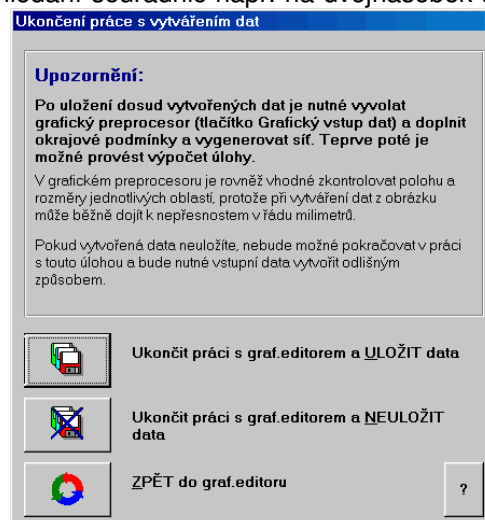 souřadnic např. na dvojnásobek
Ukončení práce s vytvářením dat
Upozornění:
Po uložení dosud vytvořených dat je nutné vyvolat
grafický preprocesor (tlačítko Grafický vstup dat) a doplnit
okrajové podmínky a vygenerovat síť. Teprve poté je
možné provést výpočet úlohy.
V grafickém preprocesoru je rovněž vhodné zkontrolovat polohu a
rozměry jednotlivých oblastí, protože při vytváření dat z obrázku
může běžně dojít k nepřesnostem v řádu milimetrů.
Pokud vytvořená data neuložíte, nebude možné pokračovat v práci
s touto úlohou a bude nutné vstupní data vytvořit odlišným
způsobem.
Ukončit práci s graf.editorem a ULOŽIT data
Ukončit práci s graf.editorem a NEULOŽIT
data
ZPĚT do graf.editoru
?